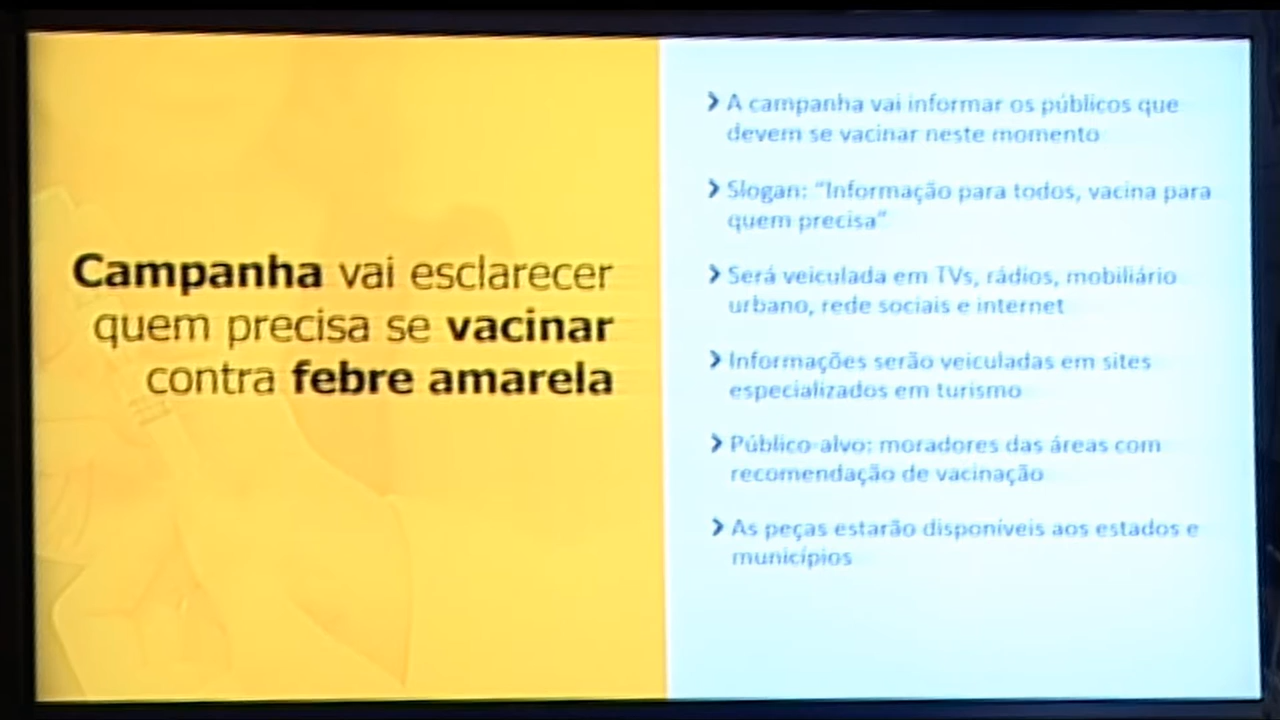 Campanha vai esclarecer
quem precisa se vacinar
contra febre amarela
A campanha vai informar os públicos que
devem se vacinar neste momento
Slogan: "Informação para todos, vacina para
quem precisa"
Será veiculada em TVs, rádios, mobiliário
urbano, rede sociais e internet
Informações serão veiculadas em sites
especializados em turismo
Público-alvo: moradores das áreas com
recomendação de vacinação
As peças estarão disponíveis aos estados e
municípios